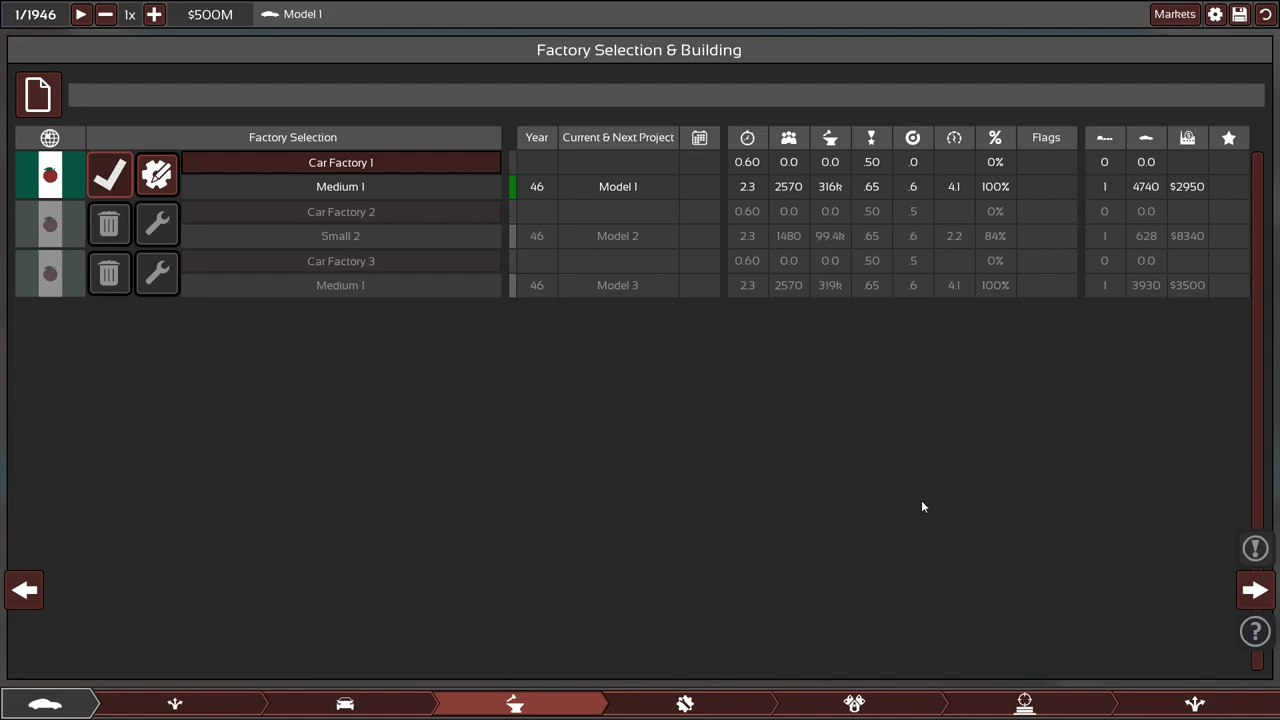 1/1946 1x $500M Model 1 Markets
Factory Selection & Building
Factory Selection Year Current & Next Project % Flags
Car Factory 1 0.60 0.0 0.0 .50 .0 0% 0 0.0
Medium 1 46 Model 1 2.3 2570 316k .65 .6 4.1 100% 1 4740 $2950
Car Factory 2 0.60 0.0 0.0 .50 .5 0% 0 0.0
Small 2 46 Model 2 2.3 1480 99.4k .65 .6 2.2 84% 1 628 $8340
Car Factory 3 0.60 0.0 0.0 .50 .5 0% 0 0.0
Medium 1 46 Model 3 2.3 2570 319k .65 .6 4.1 100% 1 3930 $3500